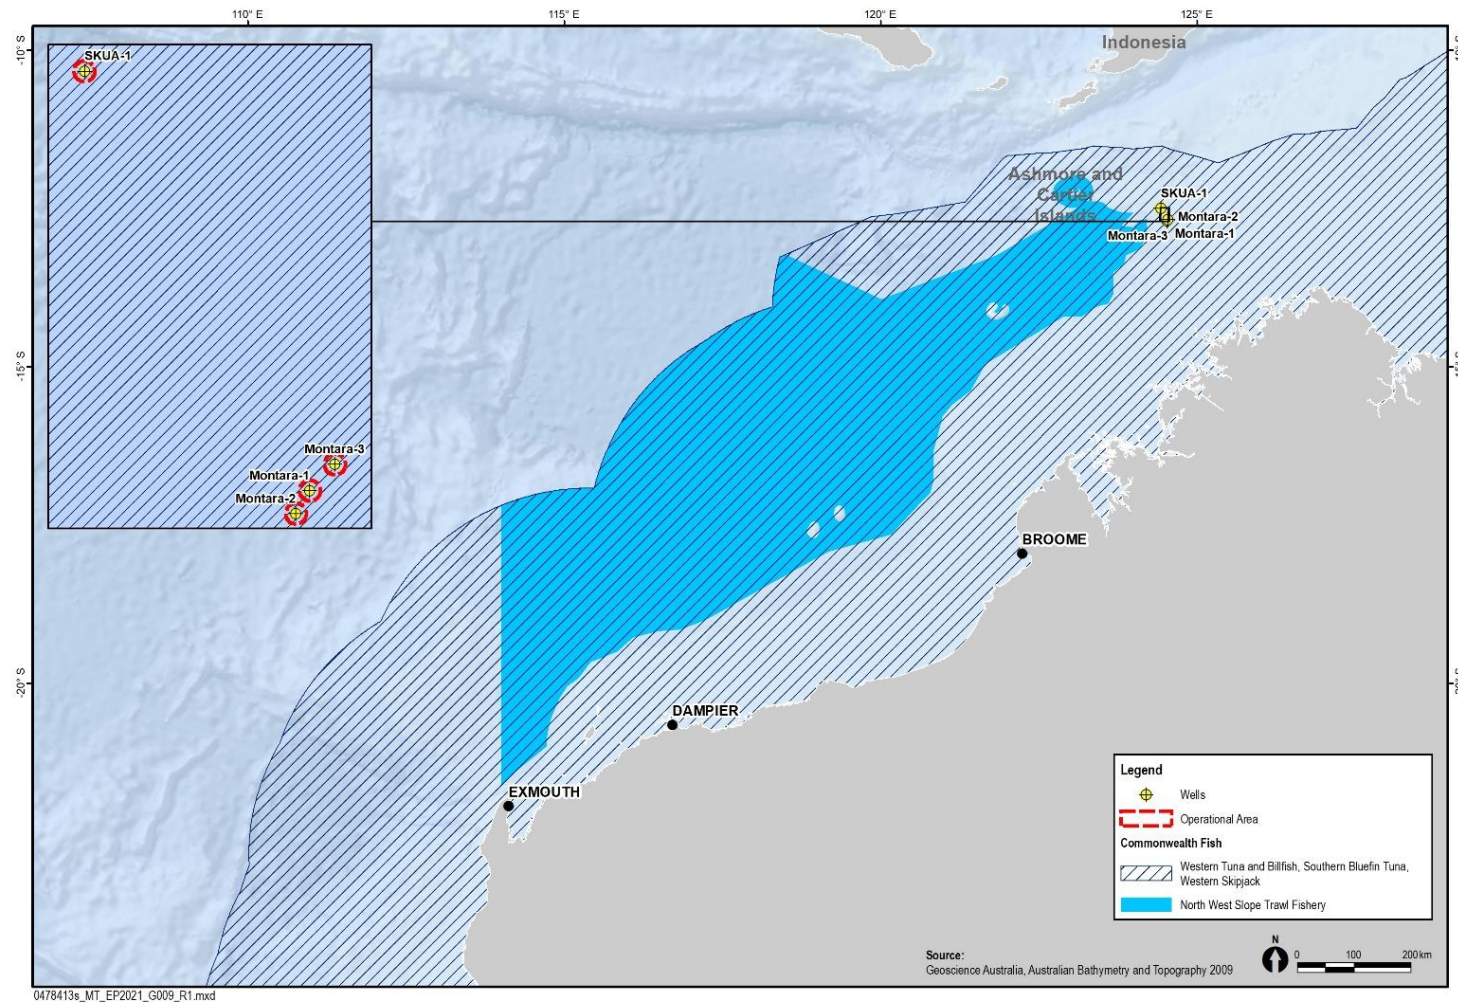 110° E
115° E
120° E
125° E
-10° S
-10° S
Indonesia
SKUA-1
Ashmore and
Cartier
Islands
SKUA-1
Montara-2
Montara-3
Montara-1
-15° S
Montara-3
Montara-1
Montara-2
BROOME
-20° S
DAMPIER
EXMOUTH
Legend
Wells
Operational Area
Commonwealth Fish
Western Tuna and Billfish, Southern Bluefin Tuna,
Western Skipjack
North West Slope Trawl Fishery
Source:
Geoscience Australia, Australian Bathymetry and Topography 2009
N
0 100 200 km
0478413s_MT_EP2021_G009_R1.mxd